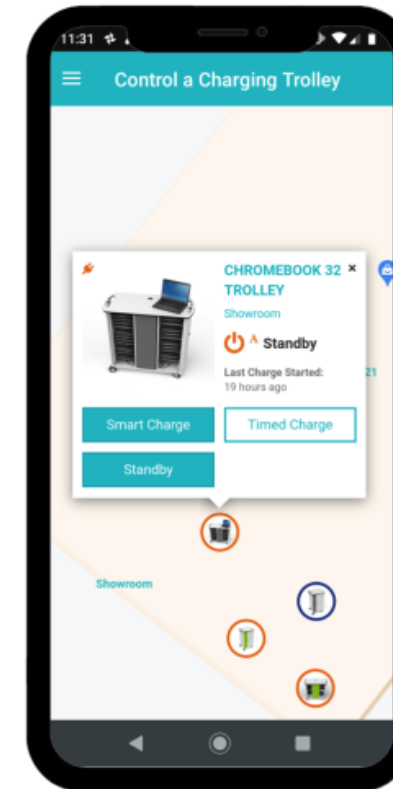 11:31
Control a Charging Trolley
CHROMEBOOK 32 ×
TROLLEY
Showroom
A Standby
Last Charge Started:
19 hours ago
21
Smart Charge
Timed Charge
Standby
Showroom